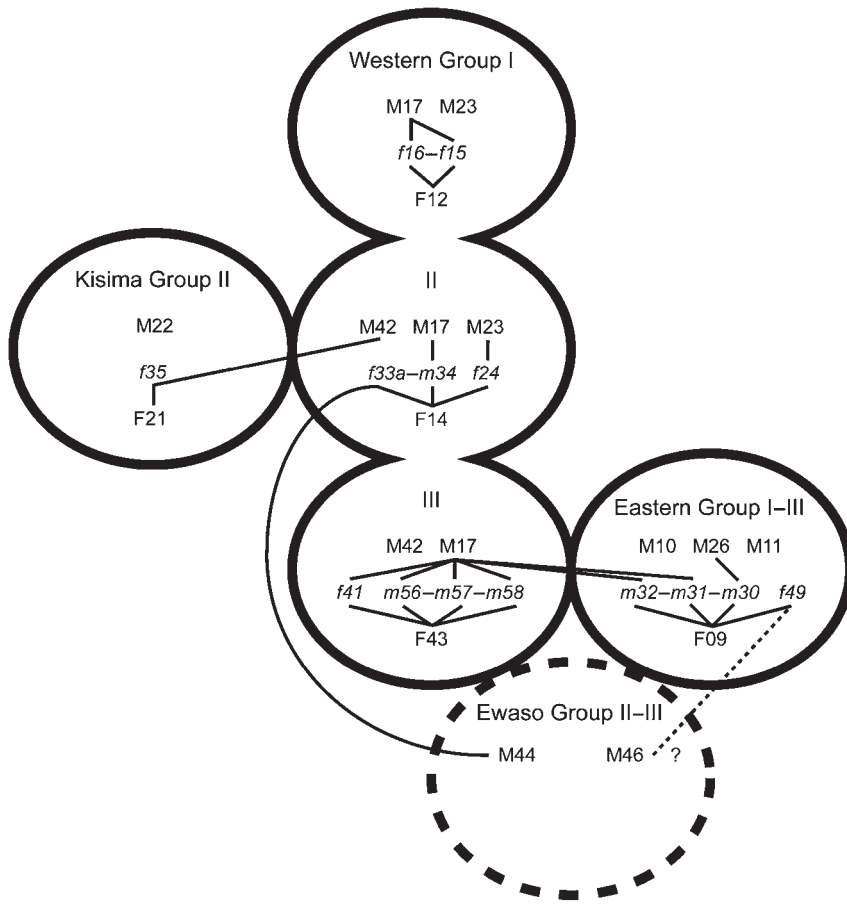 Western Group I
M17 M23
f16–f15
F12
Kisima Group II
M22
f35
F21
II
M42 M17 M23
f33a–m34 f24
F14
III
M42 M17
f41 m56–m57–m58
F43
Eastern Group I–III
M10 M26 M11
m32–m31–m30 f49
F09
Ewaso Group II–III
M44 M46 ?